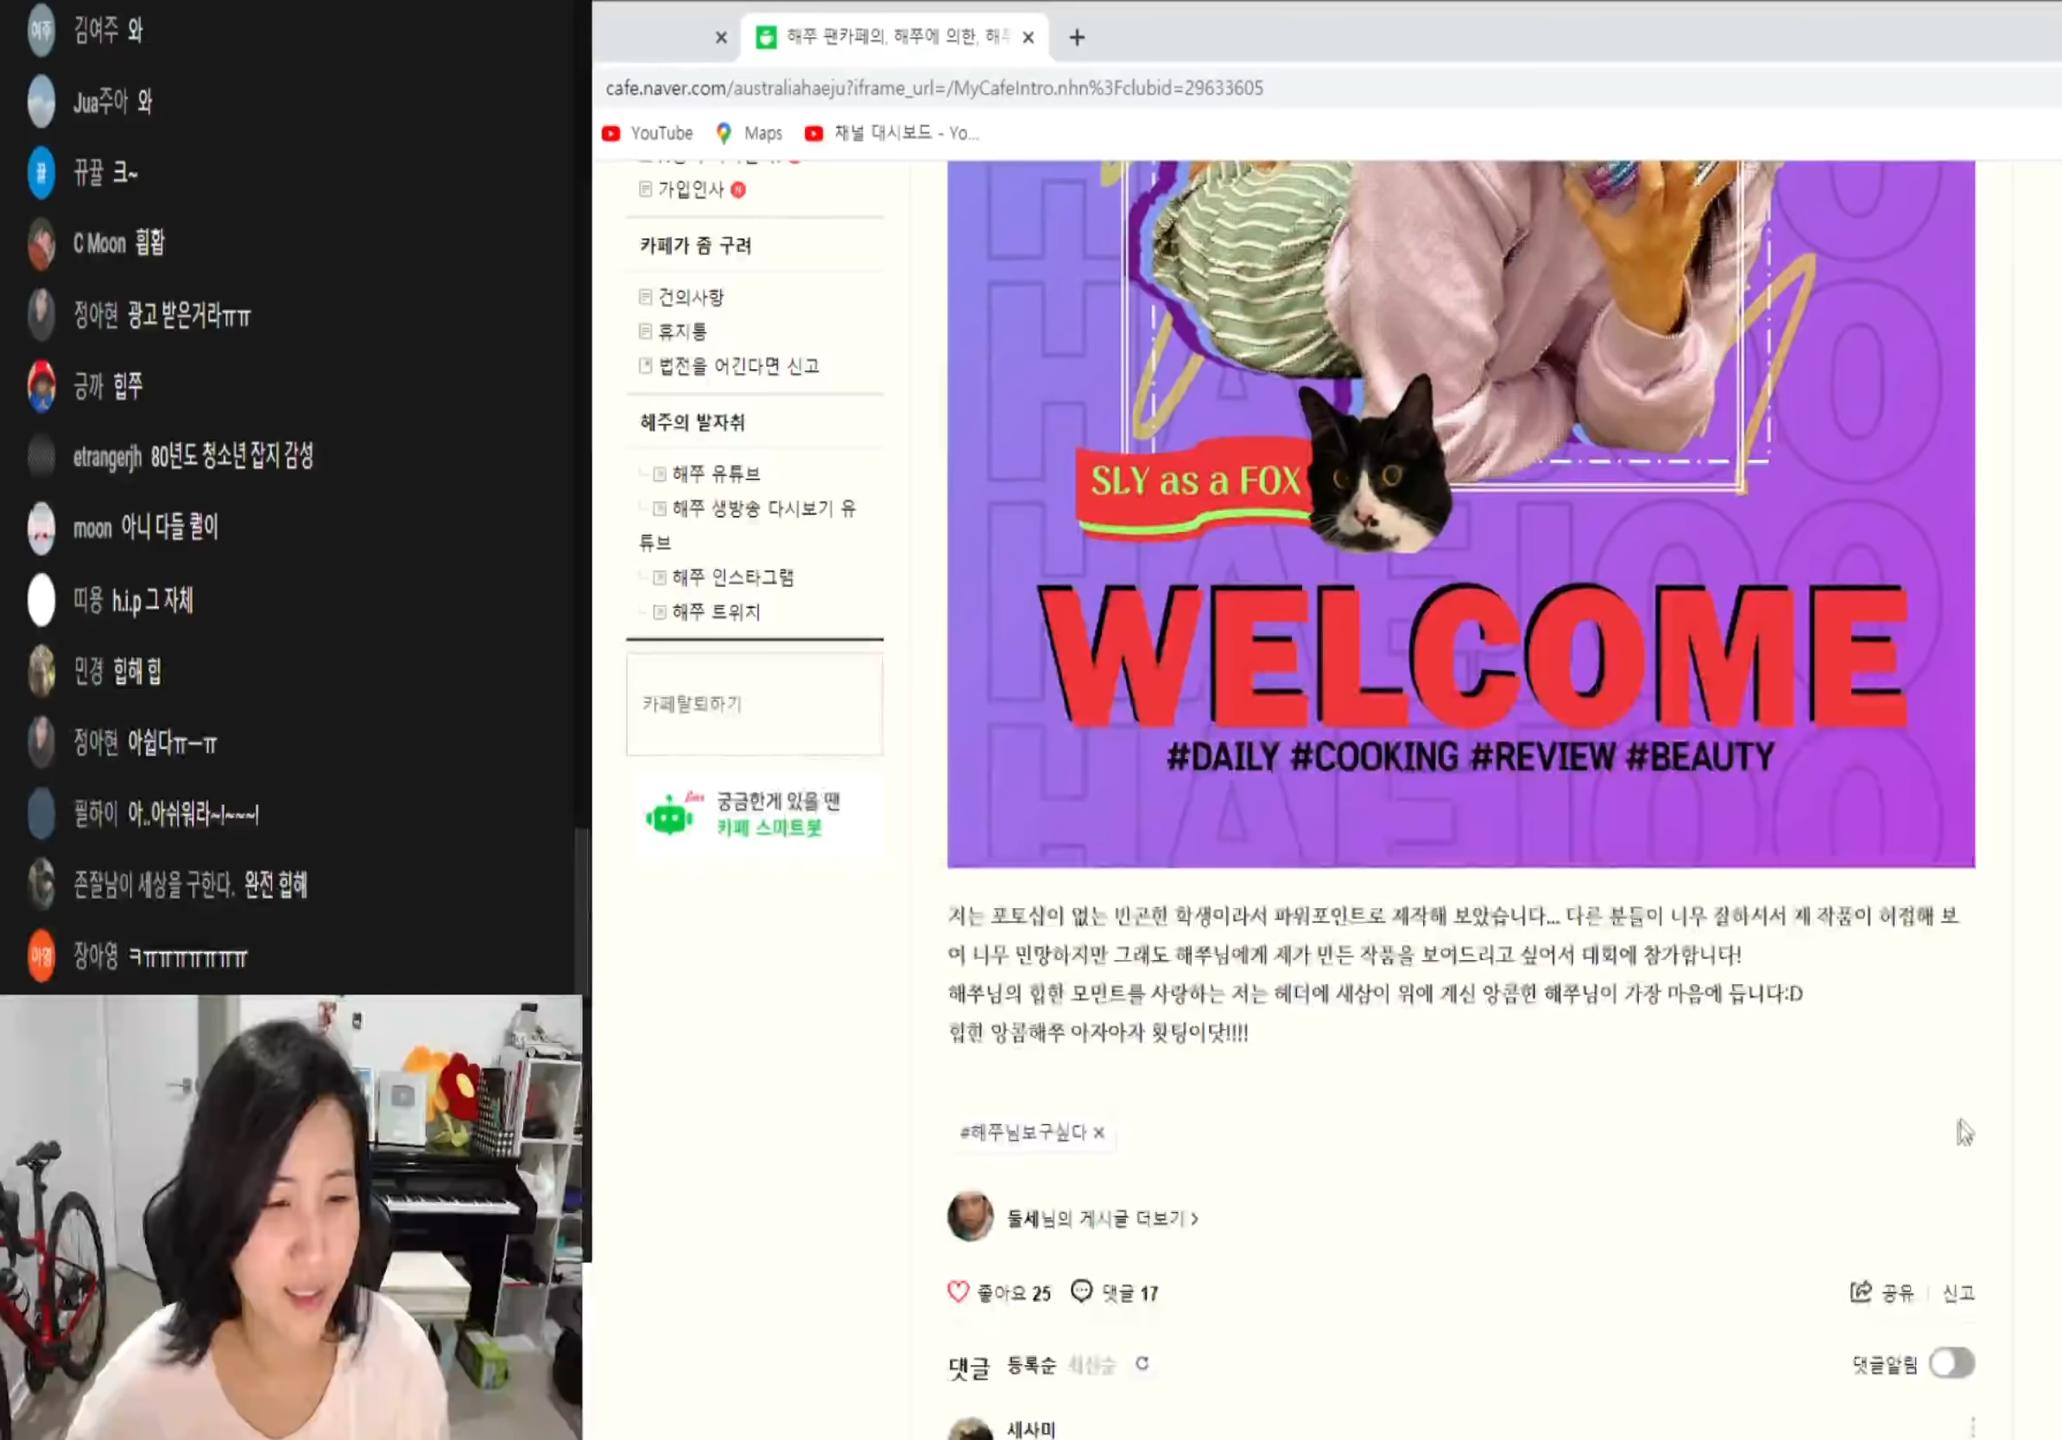 김여주 와
Jua주아 와
뀨뀰 크~
C Moon 휠홥
정아현 광고 받은거라ㅠㅠ
긍까 힙쭈
etrangerjh 80년도 청소년 잡지 감성
moon 아니 다들 퀄이
띠용 h.i.p 그 자체
민경 힙해 힙
정아현 아쉽다ㅠㅡㅠ
필하이 아..아쉬워라~!~~~!
존잘남이 세상을 구한다. 완전 힙해
장아영 ㅋㅠㅠㅠㅠㅠㅠㅠ
해쭈 팬카페의, 해쭈에 의한, 해쭈
cafe.naver.com/australiahaeju?iframe_url=/MyCafeIntro.nhn%3Fclubid=29633605
YouTube Maps 채널 대시보드 - Yo...
가입인사
카페가 좀 구려
건의사항
휴지통
법전을 어긴다면 신고
혜주의 발자취
해쭈 유튜브
해쭈 생방송 다시보기 유
튜브
해쭈 인스타그램
해쭈 트위치
카페탈퇴하기
궁금한게 있을 땐
카페 스마트봇
SLY as a FOX
WELCOME
#DAILY #COOKING #REVIEW #BEAUTY
저는 포토샵이 없는 빈곤한 학생이라서 파워포인트로 제작해 보았습니다... 다른 분들이 너무 잘하셔서 제 작품이 허접해 보
여 너무 민망하지만 그래도 해쭈님에게 제가 만든 작품을 보여드리고 싶어서 대회에 참가합니다!
해쭈님의 힙한 모먼트를 사랑하는 저는 헤더에 새삼이 위에 계신 앙큼한 해쭈님이 가장 마음에 듭니다:D
힙한 앙큼해쭈 아자아자 홧팅이닷!!!!
#해쭈님보구싶다
둘세님의 게시글 더보기
좋아요 25 댓글 17
공유 신고
댓글 등록순 최신순
댓글알림
세사미